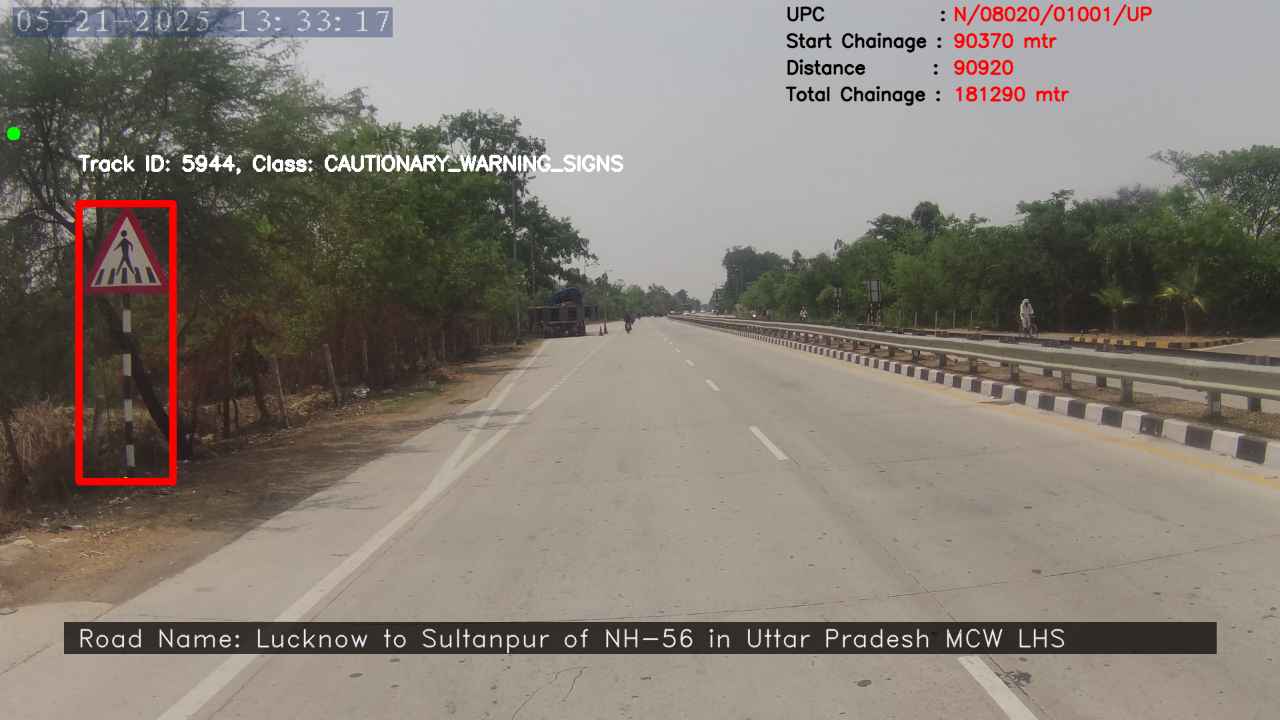 05-21-2025 13:33:17
UPC : N/08020/01001/UP
Start Chainage : 90370 mtr
Distance : 90920
Total Chainage : 181290 mtr
Track ID: 5944, Class: CAUTIONARY_WARNING_SIGNS
Road Name: Lucknow to Sultanpur of NH-56 in Uttar Pradesh MCW LHS